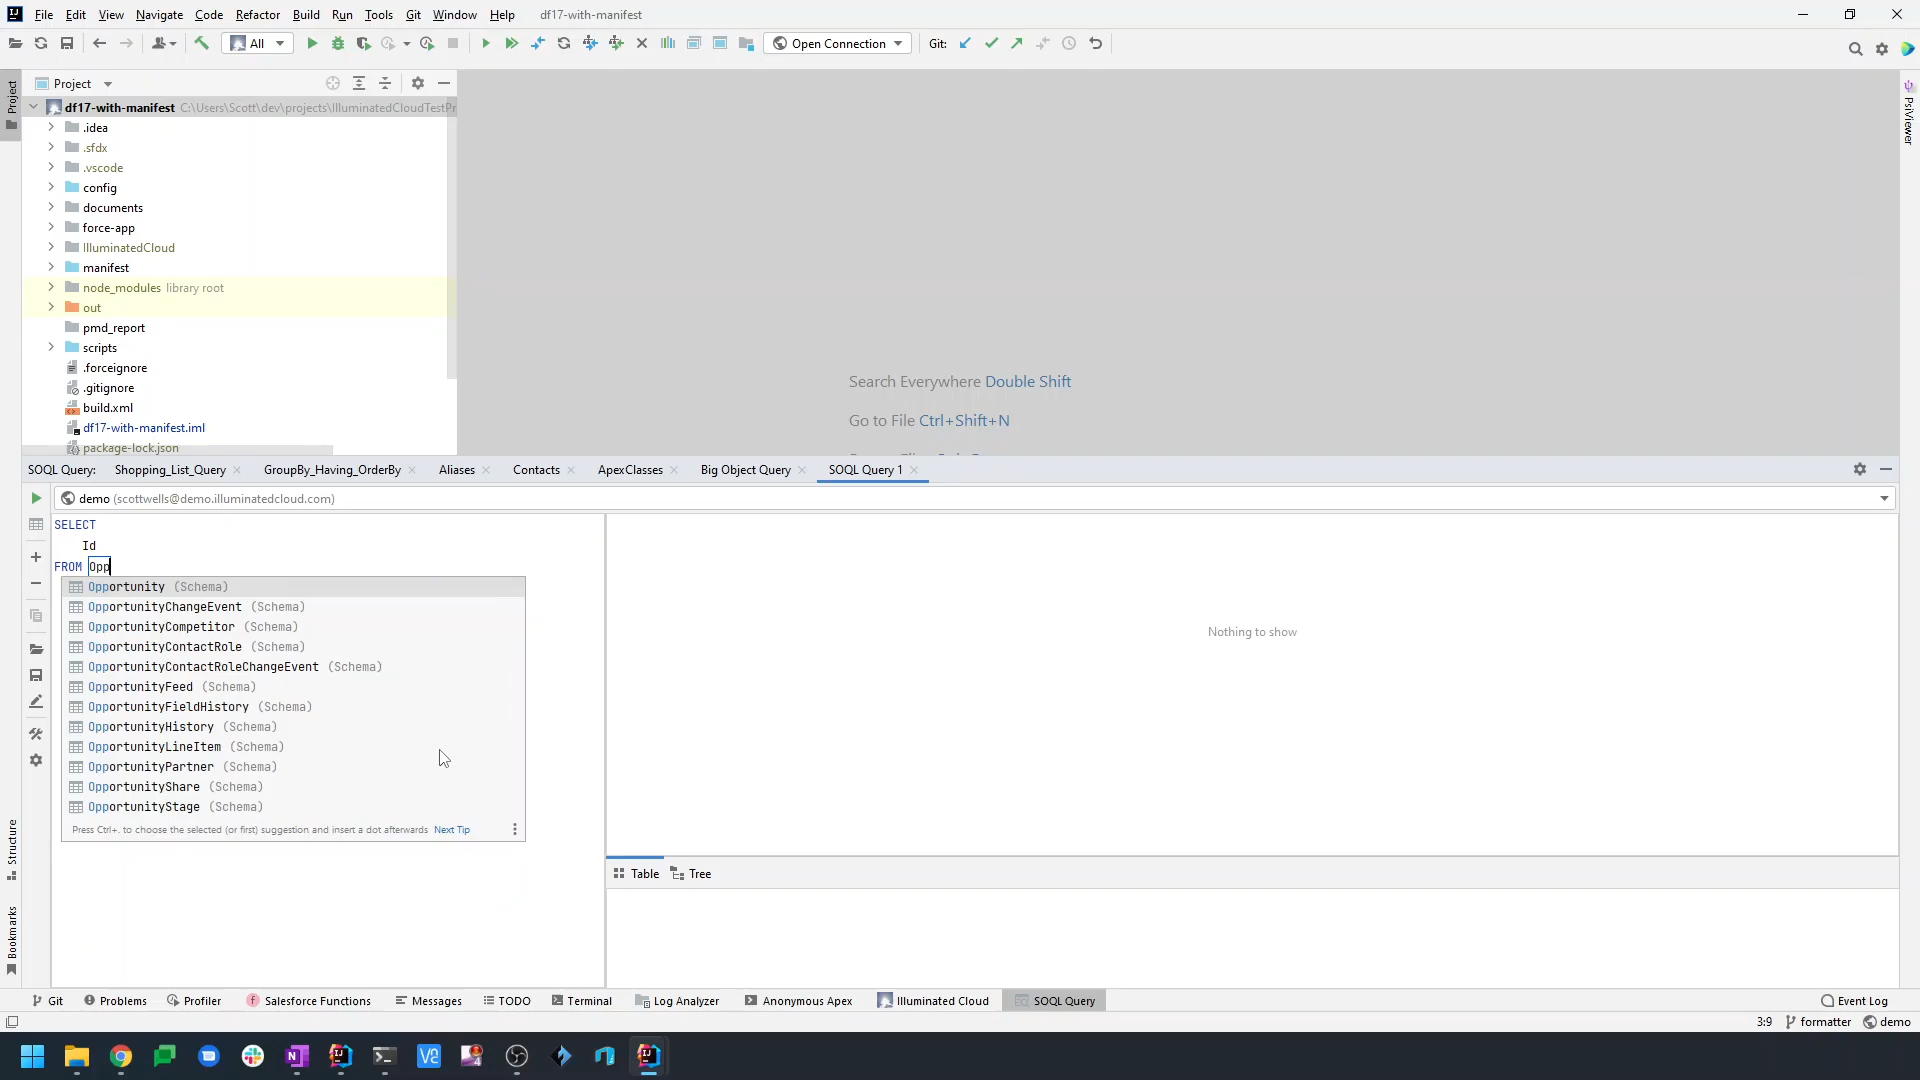 File Edit View Navigate Code Refactor Build Run Tools Git Window Help df17-with-manifest
All Open Connection Git:
Project
df17-with-manifest C:\Users\Scott\dev\projects\IlluminatedCloudTestPr
.idea
.sfdx
.vscode
config
documents
force-app
IlluminatedCloud
manifest
node_modules library root
out
pmd_report
scripts
.forceignore
.gitignore
build.xml
df17-with-manifest.iml
package-lock.json
Project
Structure
Bookmarks
PsiViewer
Search Everywhere Double Shift
Go to File Ctrl+Shift+N
SOQL Query: Shopping_List_Query GroupBy_Having_OrderBy Aliases Contacts ApexClasses Big Object Query SOQL Query 1
demo (scottwells@demo.illuminatedcloud.com)
SELECT
Id
FROM Opp
Opportunity (Schema)
OpportunityChangeEvent (Schema)
OpportunityCompetitor (Schema)
OpportunityContactRole (Schema)
OpportunityContactRoleChangeEvent (Schema)
OpportunityFeed (Schema)
OpportunityFieldHistory (Schema)
OpportunityHistory (Schema)
OpportunityLineItem (Schema)
OpportunityPartner (Schema)
OpportunityShare (Schema)
OpportunityStage (Schema)
Press Ctrl+. to choose the selected (or first) suggestion and insert a dot afterwards Next Tip
Nothing to show
Table Tree
Git Problems Profiler Salesforce Functions Messages TODO Terminal Log Analyzer Anonymous Apex Illuminated Cloud SOQL Query Event Log
3:9 formatter demo